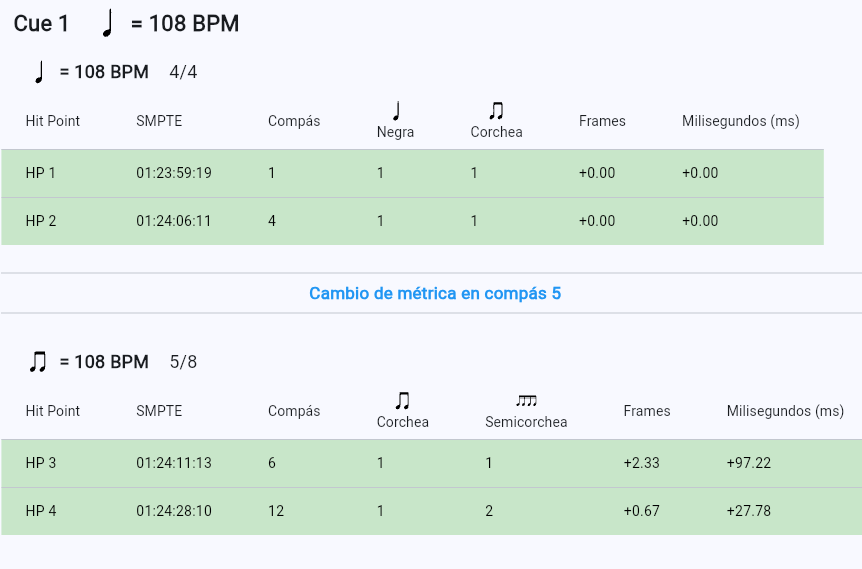 Cue 1 ♩ = 108 BPM
♩ = 108 BPM 4/4
Hit Point SMPTE Compás Negra Corchea Frames Milisegundos (ms)
HP 1 01:23:59:19 1 1 1 +0.00 +0.00
HP 2 01:24:06:11 4 1 1 +0.00 +0.00
Cambio de métrica en compás 5
♫ = 108 BPM 5/8
Hit Point SMPTE Compás Corchea Semicorchea Frames Milisegundos (ms)
HP 3 01:24:11:13 6 1 1 +2.33 +97.22
HP 4 01:24:28:10 12 1 2 +0.67 +27.78